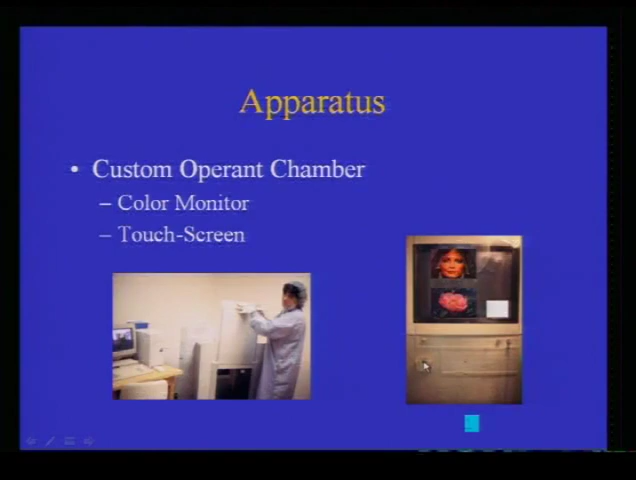 Apparatus
• Custom Operant Chamber
– Color Monitor
– Touch-Screen